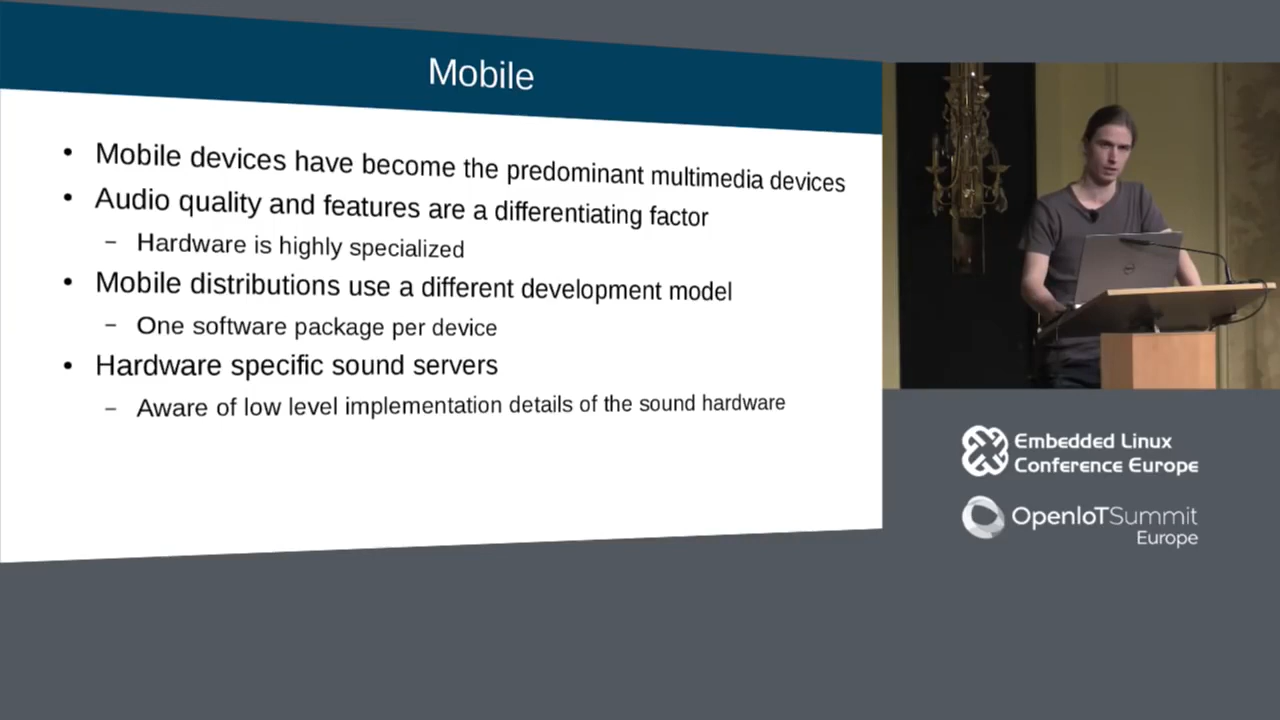 Mobile
• Mobile devices have become the predominant multimedia devices
• Audio quality and features are a differentiating factor
– Hardware is highly specialized
• Mobile distributions use a different development model
– One software package per device
• Hardware specific sound servers
– Aware of low level implementation details of the sound hardware
Embedded Linux
Conference Europe
OpenIoTSummit
Europe